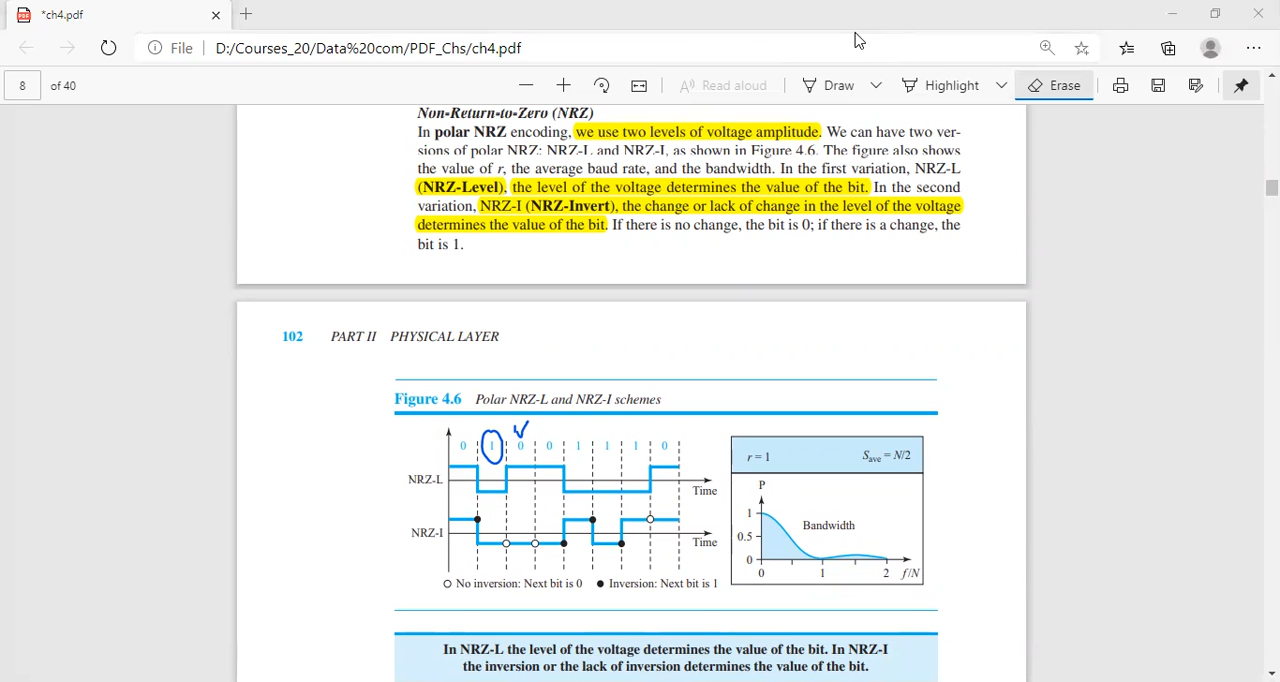 *ch4.pdf
File D:/Courses_20/Data%20com/PDF_Chs/ch4.pdf
8 of 40 Read aloud Draw Highlight Erase
Non-Return-to-Zero (NRZ)
In polar NRZ encoding, we use two levels of voltage amplitude. We can have two ver-
sions of polar NRZ: NRZ-L and NRZ-I, as shown in Figure 4.6. The figure also shows
the value of r, the average baud rate, and the bandwidth. In the first variation, NRZ-L
(NRZ-Level), the level of the voltage determines the value of the bit. In the second
variation, NRZ-I (NRZ-Invert), the change or lack of change in the level of the voltage
determines the value of the bit. If there is no change, the bit is 0; if there is a change, the
bit is 1.
102 PART II PHYSICAL LAYER
Figure 4.6 Polar NRZ-L and NRZ-I schemes
0 1 0 0 1 1 1 0
NRZ-L
Time
NRZ-I
Time
○ No inversion: Next bit is 0 ● Inversion: Next bit is 1
r = 1 Save = N/2
P
1
Bandwidth
0.5
0
0 1 2 f/N
In NRZ-L the level of the voltage determines the value of the bit. In NRZ-I
the inversion or the lack of inversion determines the value of the bit.